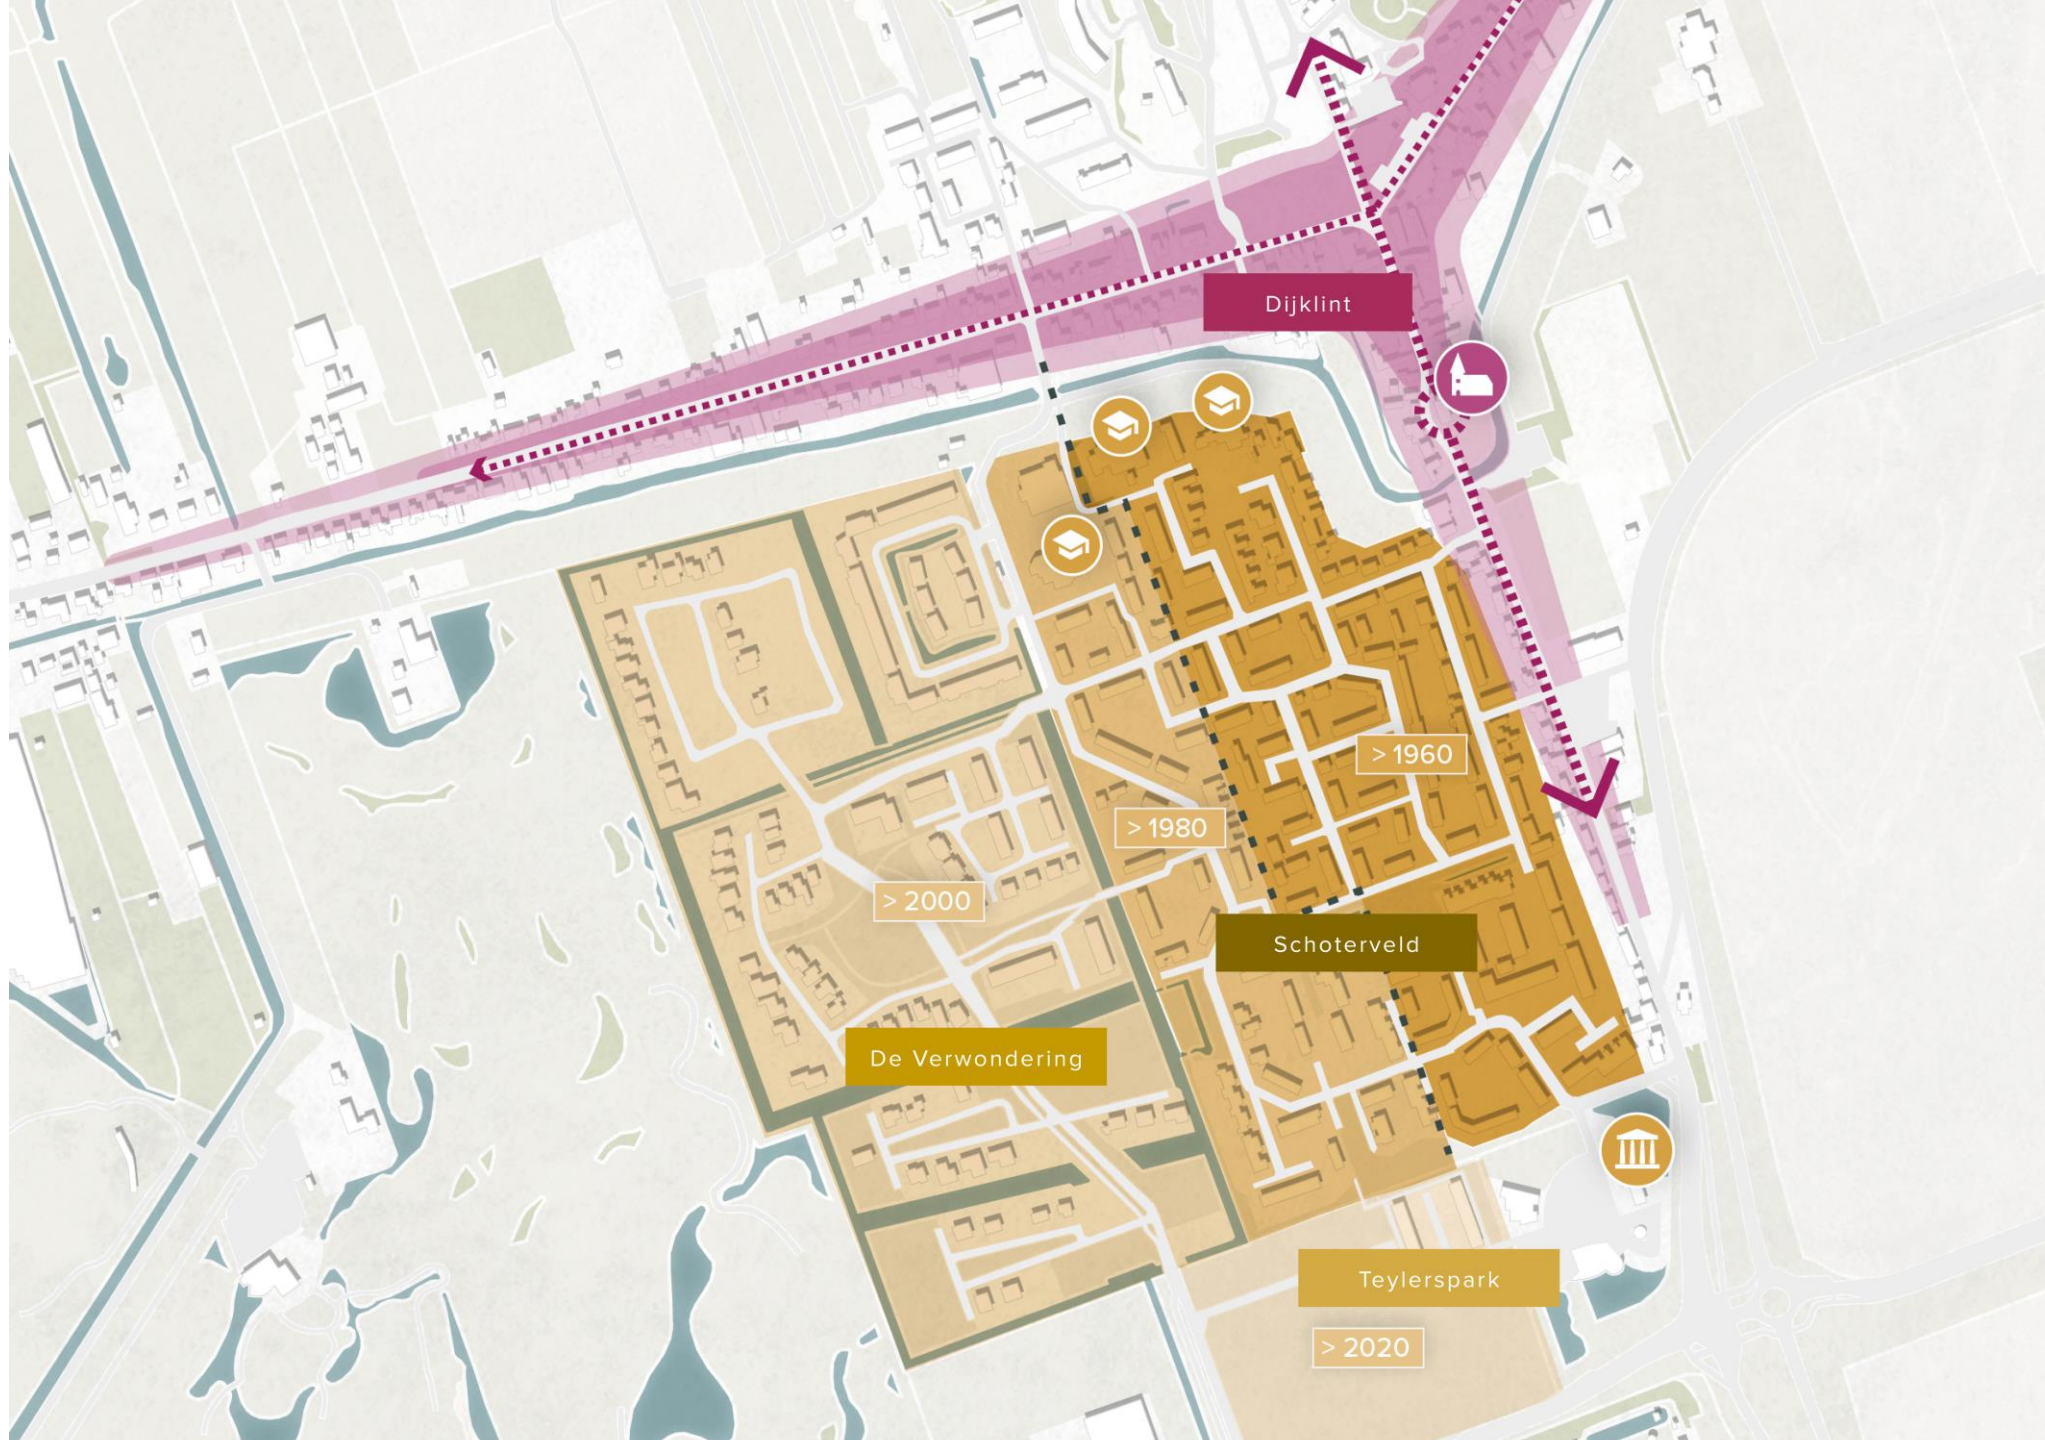 Dijklint
> 1960
> 1980
> 2000
Schoterveld
De Verwondering
Teylerspark
> 2020